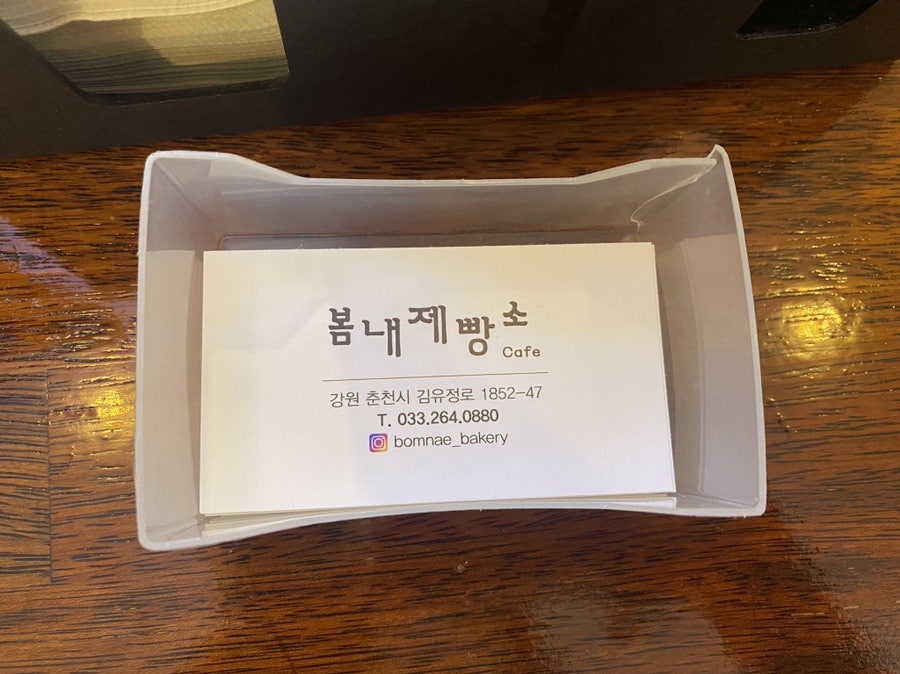 봄내제빵소
Cafe
강원 춘천시 김유정로 1852-47
T. 033.264.0880
bomnae_bakery